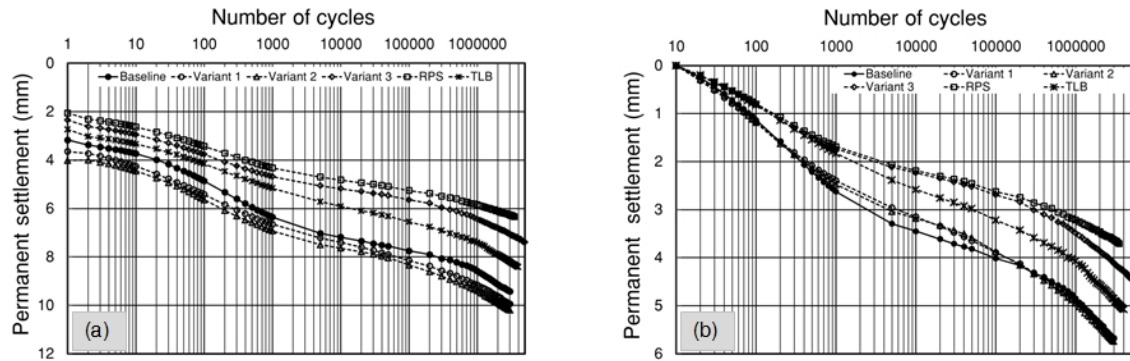 Number of cycles
1 10 100 1000 10000 100000 1000000
Permanent settlement (mm)
0
2
4
6
8
10
12
Baseline Variant 1 Variant 2 Variant 3 RPS TLB
(a)
Number of cycles
10 100 1000 10000 100000 1000000
Permanent settlement (mm)
0
1
2
3
4
5
6
Baseline Variant 1 Variant 2
Variant 3 RPS TLB
(b)